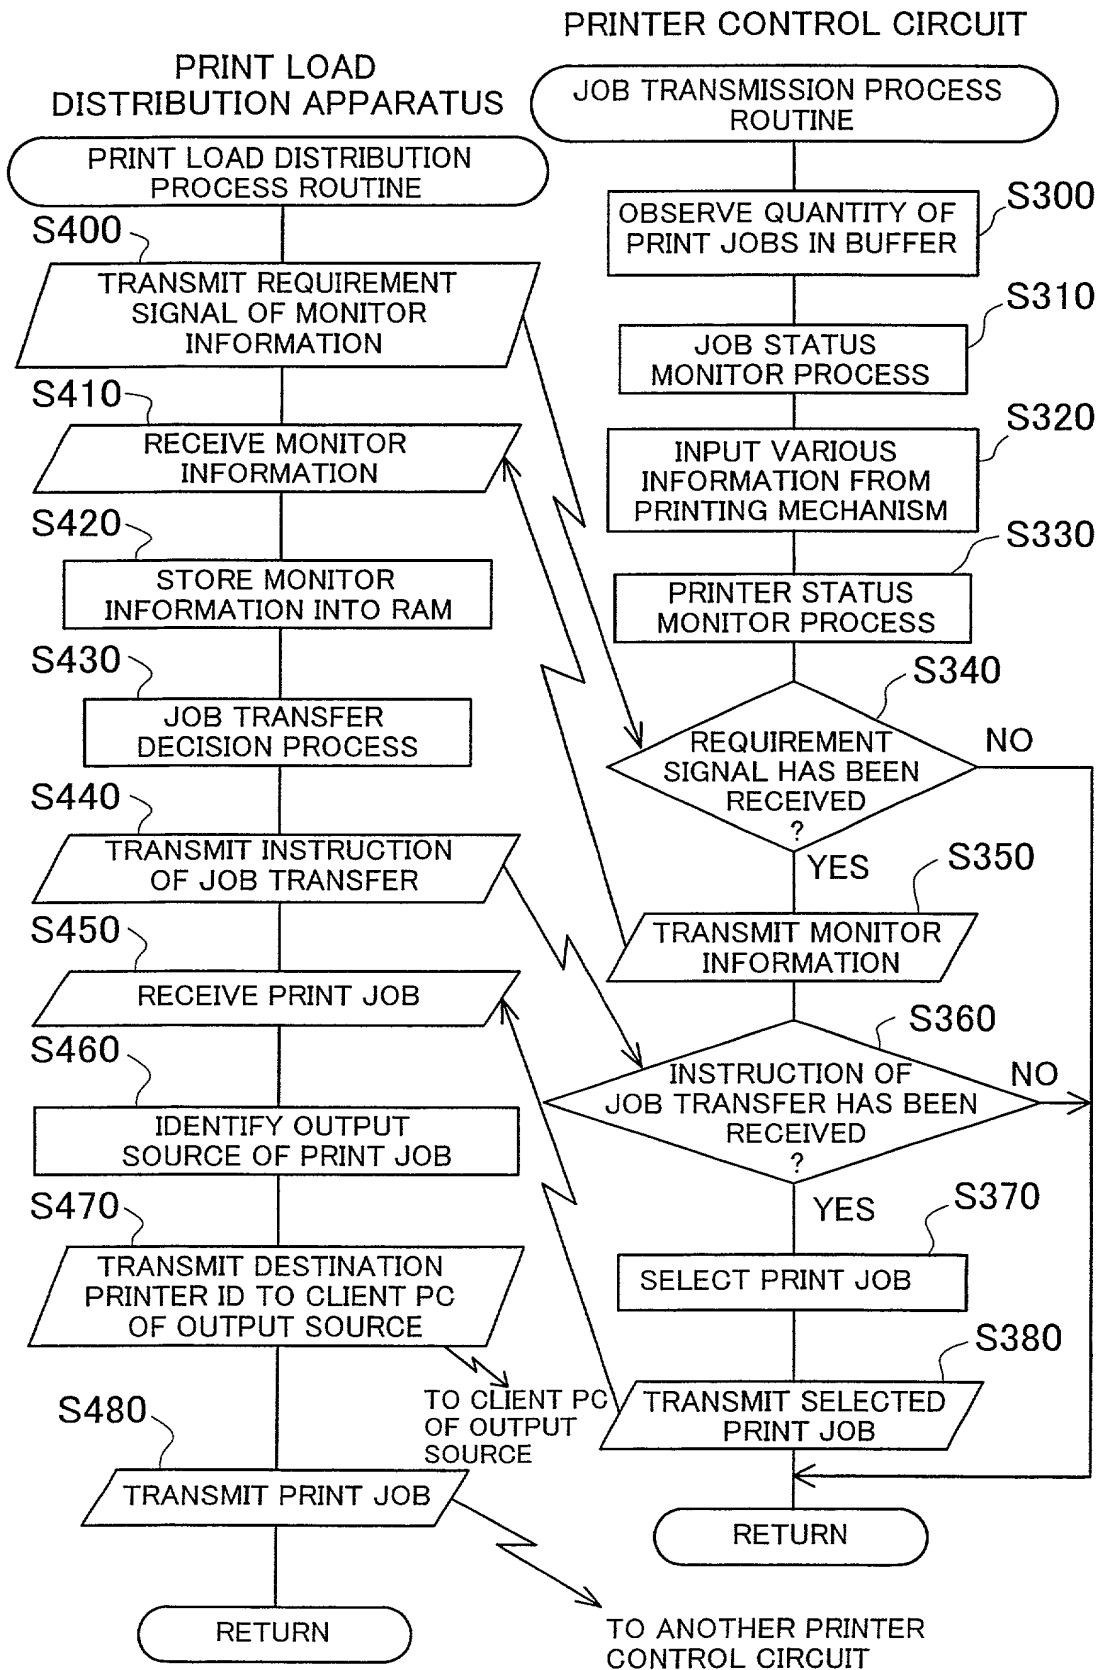 PRINT LOAD
DISTRIBUTION APPARATUS
PRINT LOAD DISTRIBUTION
PROCESS ROUTINE
S400
TRANSMIT REQUIREMENT
SIGNAL OF MONITOR
INFORMATION
S410
RECEIVE MONITOR
INFORMATION
S420
STORE MONITOR
INFORMATION INTO RAM
S430
JOB TRANSFER
DECISION PROCESS
S440
TRANSMIT INSTRUCTION
OF JOB TRANSFER
S450
RECEIVE PRINT JOB
S460
IDENTIFY OUTPUT
SOURCE OF PRINT JOB
S470
TRANSMIT DESTINATION
PRINTER ID TO CLIENT PC
OF OUTPUT SOURCE
TO CLIENT PC
OF OUTPUT
SOURCE
S480
TRANSMIT PRINT JOB
TO ANOTHER PRINTER
CONTROL CIRCUIT
RETURN
PRINTER CONTROL CIRCUIT
JOB TRANSMISSION PROCESS
ROUTINE
S300
OBSERVE QUANTITY OF
PRINT JOBS IN BUFFER
S310
JOB STATUS
MONITOR PROCESS
S320
INPUT VARIOUS
INFORMATION FROM
PRINTING MECHANISM
S330
PRINTER STATUS
MONITOR PROCESS
S340
REQUIREMENT
SIGNAL HAS BEEN
RECEIVED
?
NO
YES
S350
TRANSMIT MONITOR
INFORMATION
S360
INSTRUCTION OF
JOB TRANSFER HAS BEEN
RECEIVED
?
NO
YES
S370
SELECT PRINT JOB
S380
TRANSMIT SELECTED
PRINT JOB
RETURN